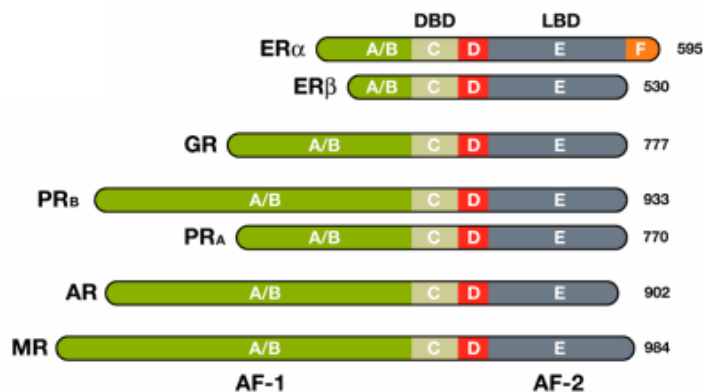 DBD LBD
ERα A/B C D E F 595
ERβ A/B C D E 530
GR A/B C D E 777
PRB A/B C D E 933
PRA A/B C D E 770
AR A/B C D E 902
MR A/B C D E 984
AF-1 AF-2